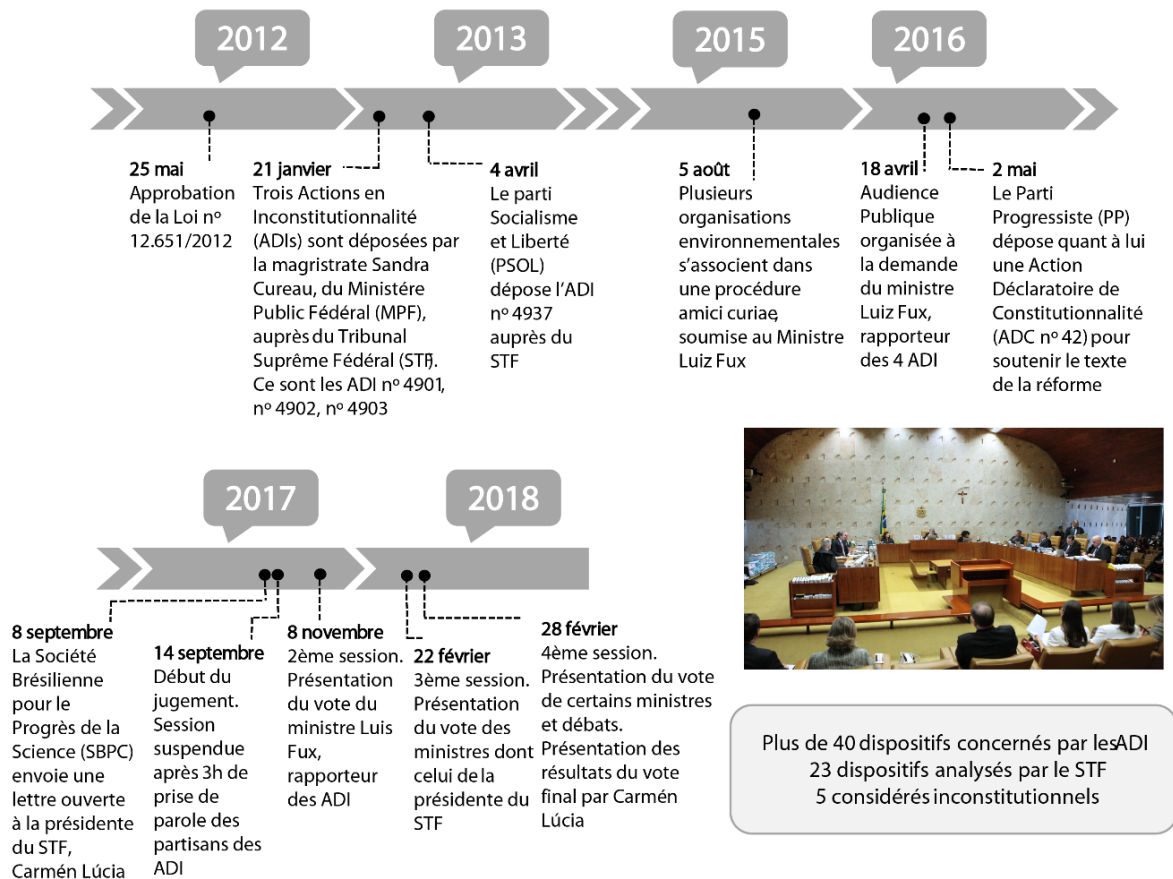 2012
2013
2015
2016
25 mai
Approbation
de la Loi nº
12.651/2012
21 janvier
Trois Actions en
Inconstitutionnalité
(ADIs) sont déposées par
la magristrate Sandra
Cureau, du Ministére
Public Fédéral (MPF),
auprès du Tribunal
Suprême Fédéral (STF).
Ce sont les ADI nº 4901,
nº 4902, nº 4903
4 avril
Le parti
Socialisme
et Liberté
(PSOL)
dépose l’ADI
nº 4937
auprès du
STF
5 août
Plusieurs
organisations
environnementales
s’associent dans
une procédure
amici curiae,
soumise au Ministre
Luiz Fux
18 avril
Audience
Publique
organisée à
la demande
du ministre
Luiz Fux,
rapporteur
des 4 ADI
2 mai
Le Parti
Progressiste (PP)
dépose quant à lui
une Action
Déclaratoire de
Constitutionnalité
(ADC nº 42) pour
soutenir le texte
de la réforme
2017
2018
8 septembre
La Société
Brésilienne
pour le
Progrès de la
Science (SBPC)
envoie une
lettre ouverte
à la présidente
du STF,
Carmén Lúcia
14 septembre
Début du
jugement.
Session
suspendue
après 3h de
prise de
parole des
partisans des
ADI
8 novembre
2ème session.
Présentation
du vote du
ministre Luis
Fux,
rapporteur
des ADI
22 février
3ème session.
Présentation
du vote des
ministres dont
celui de la
présidente du
STF
28 février
4ème session.
Présentation du vote
de certains ministres
et débats.
Présentation des
résultats du vote
final par Carmén
Lúcia
Plus de 40 dispositifs concernés par les ADI
23 dispositifs analysés par le STF
5 considérés inconstitutionnels